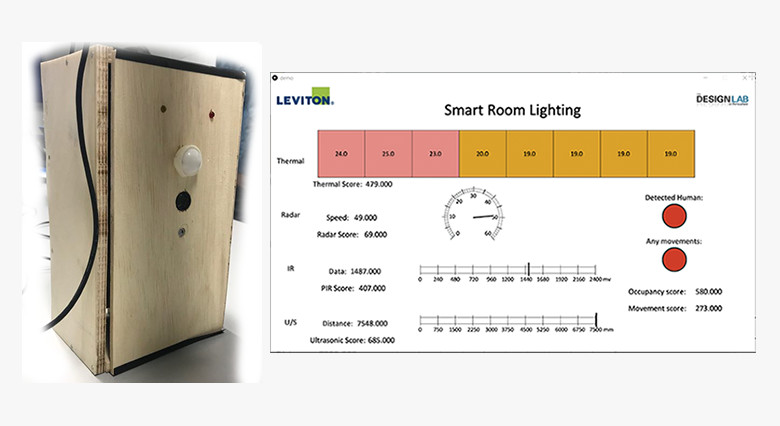 demo
LEVITON®
THE DESIGN LAB
Smart Room Lighting
Thermal 24.0 25.0 23.0 20.0 19.0 19.0 19.0 19.0
Thermal Score: 479.000
Radar Speed: 49.000
Radar Score: 69.000
0 10 20 30 40 50 60
Detected Human:
Any movements:
IR Data: 1487.000
0 240 480 720 960 1200 1440 1680 1920 2160 2400 mv
PIR Score: 407.000
Occupancy score: 580.000
Movement score: 273.000
U/S Distance: 7548.000
0 750 1500 2250 3000 3750 4500 5250 6000 6750 7500 mm
Ultrasonic Score: 685.000